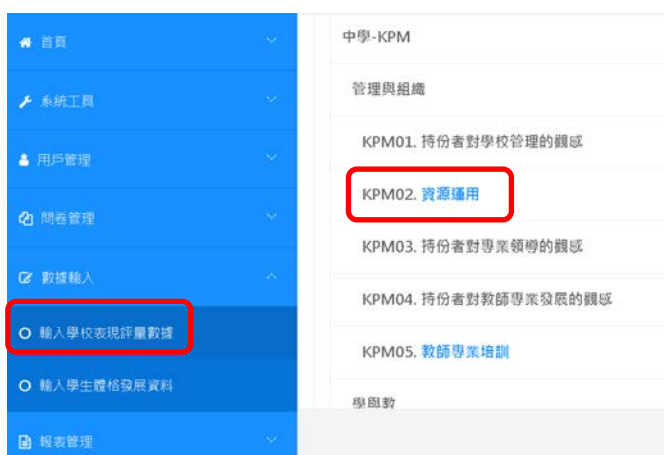 首頁
系統工具
用戶管理
問卷管理
數據輸入
輸入學校表現評量數據
輸入學生體格發展資料
報表管理
中學-KPM
管理與組織
KPM01. 持份者對學校管理的觀感
KPM02. 資源運用
KPM03. 持份者對專業領導的觀感
KPM04. 持份者對教師專業發展的觀感
KPM05. 教師專業培訓
學與教